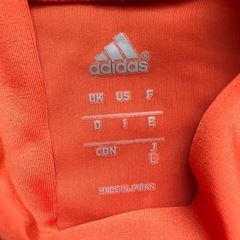 adidas
UK US F
D I E
CDN J
L
MADE IN JAPAN